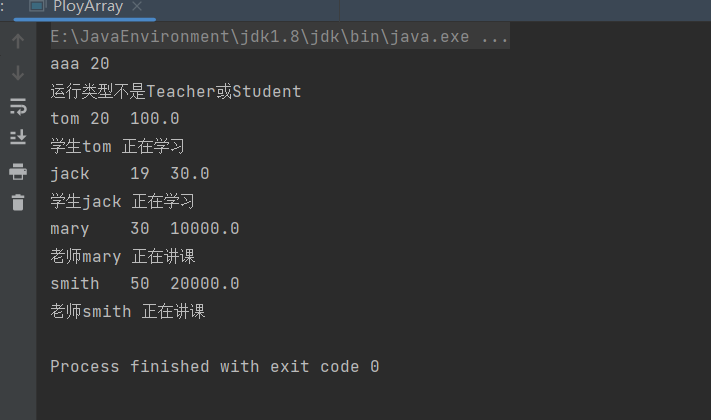 PloyArray
E:\JavaEnvironment\jdk1.8\jdk\bin\java.exe ...
aaa 20
运行类型不是Teacher或Student
tom 20  100.0
学生tom 正在学习
jack    19  30.0
学生jack 正在学习
mary    30  10000.0
老师mary 正在讲课
smith   50  20000.0
老师smith 正在讲课
Process finished with exit code 0